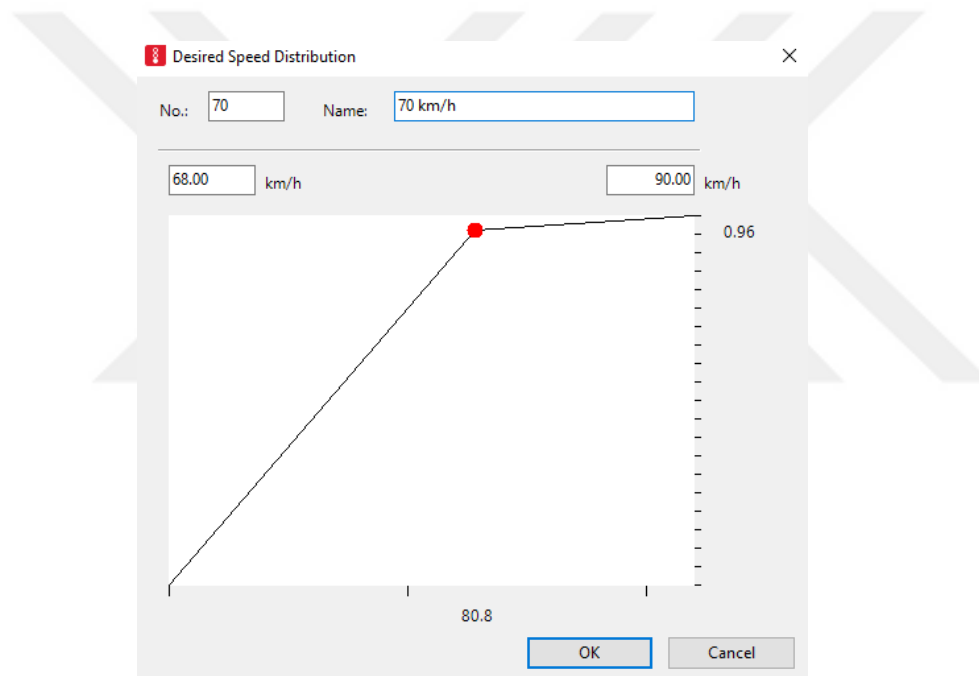 Desired Speed Distribution
No.: 70 Name: 70 km/h
68.00 km/h 90.00 km/h
0.96
80.8
OK Cancel